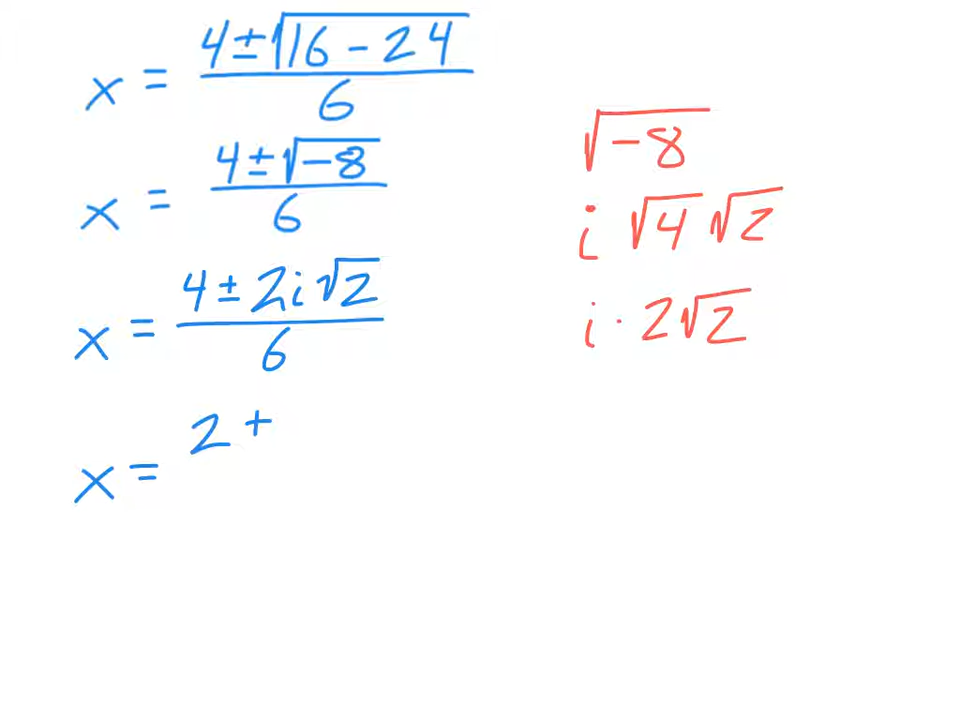 x = (4 ± √(16 - 24)) / 6
x = (4 ± √(-8)) / 6
x = (4 ± 2i√2) / 6
x = 2 +
√(-8)
i √4 √2
i · 2√2